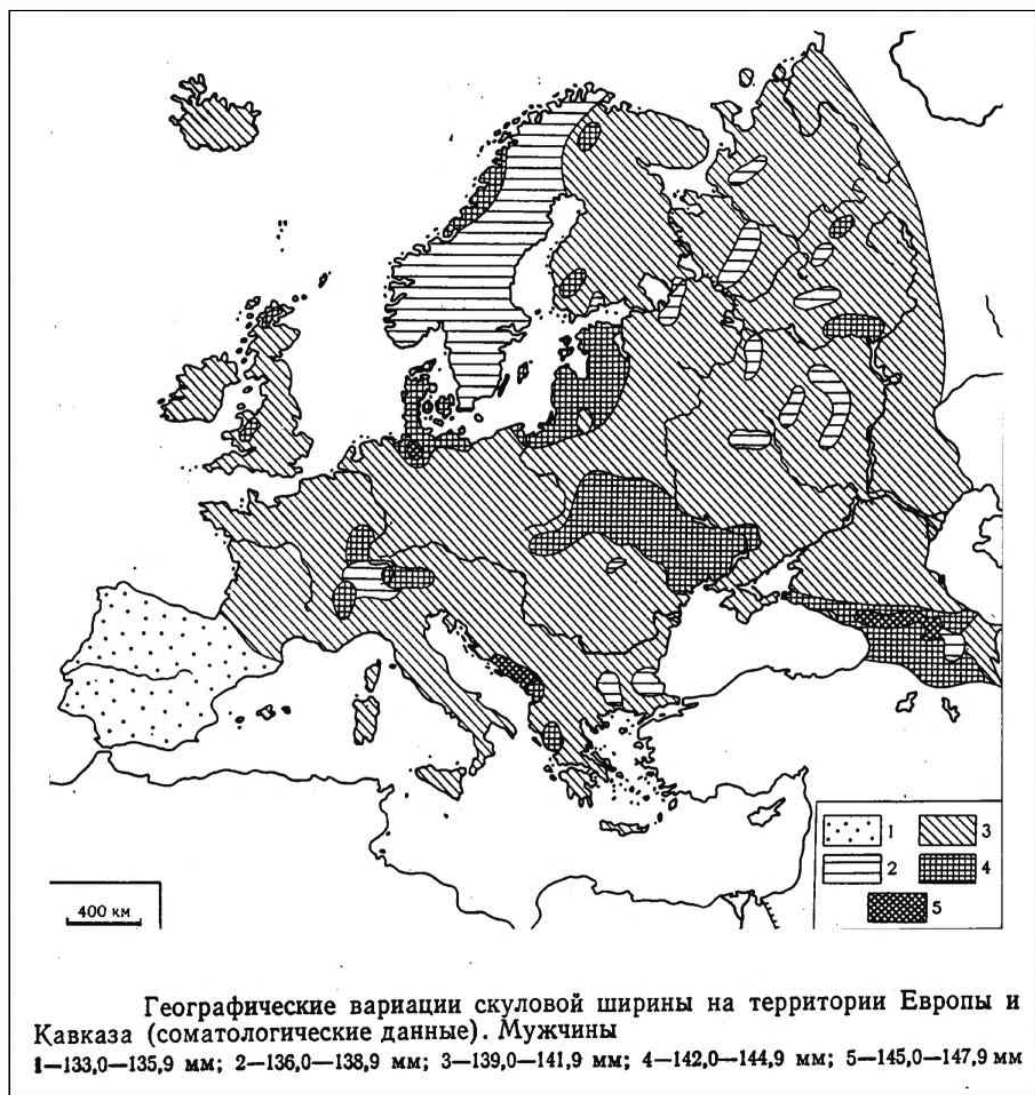 1
2
3
4
5
400 км
Географические вариации скуловой ширины на территории Европы и
Кавказа (соматологические данные). Мужчины
1—133,0—135,9 мм; 2—136,0—138,9 мм; 3—139,0—141,9 мм; 4—142,0—144,9 мм; 5—145,0—147,9 мм